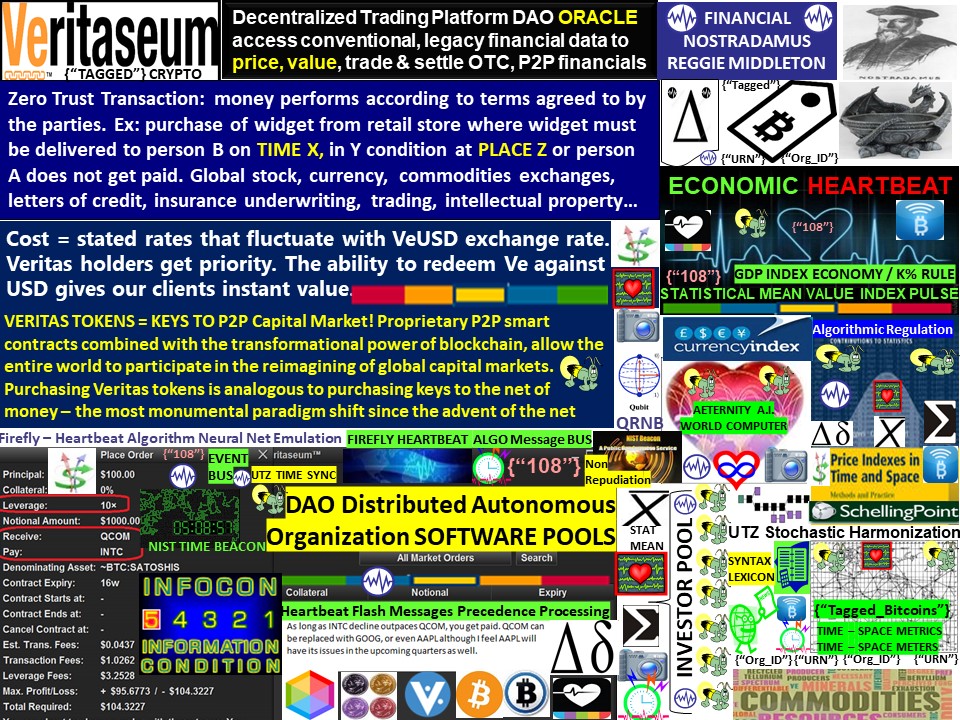 Veritaseum
{“TAGGED”} CRYPTO
Decentralized Trading Platform DAO ORACLE
access conventional, legacy financial data to
price, value, trade & settle OTC, P2P financials
FINANCIAL
NOSTRADAMUS
REGGIE MIDDLETON
NOSTRADAMUS
Zero Trust Transaction: money performs according to terms agreed to by
the parties. Ex: purchase of widget from retail store where widget must
be delivered to person B on TIME X, in Y condition at PLACE Z or person
A does not get paid. Global stock, currency, commodities exchanges,
letters of credit, insurance underwriting, trading, intellectual property...
{“Tagged”}
{“URN”}
{“Org_ID”}
ECONOMIC HEARTBEAT
{“108”}
{“108”}
GDP INDEX ECONOMY / K% RULE
STATISTICAL MEAN VALUE INDEX PULSE
Cost = stated rates that fluctuate with VeUSD exchange rate.
Veritas holders get priority. The ability to redeem Ve against
USD gives our clients instant value.
VERITAS TOKENS = KEYS TO P2P Capital Market! Proprietary P2P smart
contracts combined with the transformational power of blockchain, allow the
entire world to participate in the reimagining of global capital markets.
Purchasing Veritas tokens is analogous to purchasing keys to the net of
money – the most monumental paradigm shift since the advent of the net
Qubit
QRNB
currencyindex
AETERNITY A.I.
WORLD COMPUTER
Algorithmic Regulation
CONTRIBUTIONS TO STATISTICS
Δδ
X
Σ
Price Indexes in
Time and Space
Methods and Practice
SchellingPoint
Firefly – Heartbeat Algorithm Neural Net Emulation
FIREFLY HEARTBEAT ALGO Message BUS
NIST Beacon
Non
Repudiation
Place Order
{“108”}
EVENT
BUS
ritaseum™
UTZ TIME SYNC
{“108”}
Principal: $100.00
Collateral: 0%
Leverage: 10×
Notional Amount: $1000.00
Receive: QCOM
Pay: INTC
Denominating Asset: ~BTC:SATOSHIS
Contract Expiry: 16w
Contract Starts at: -
Contract Ends at: -
Cancel Contract at: -
Est. Trans. Fees: $0.0437
Transaction Fees: $1.0262
Leverage Fees: $3.2528
Max. Profit/Loss: + $95.6773 / - $104.3227
Total Required: $104.3227
NIST TIME BEACON
DAO Distributed Autonomous
Organization SOFTWARE POOLS
All Market Orders
Search
Collateral
Notional
Expiry
INFOCON
5 4 3 2 1
INFORMATION
CONDITION
Heartbeat Flash Messages Precedence Processing
As long as INTC decline outpaces QCOM, you get paid. QCOM can
be replaced with GOOG, or even AAPL although I feel AAPL will
have its issues in the upcoming quarters as well.
Δδ
X
STAT
MEAN
Σ
INVESTOR POOL
UTZ Stochastic Harmonization
SYNTAX
LEXICON
{“Tagged_Bitcoins”}
TIME – SPACE METRICS
TIME – SPACE METERS
{“Org_ID”}
{“URN”}
{“Org_ID”}
{“URN”}
TELLURIUM
PRODUCERS
MINERALS
EXHAUSTION
COMMODITIES
RESOURCES